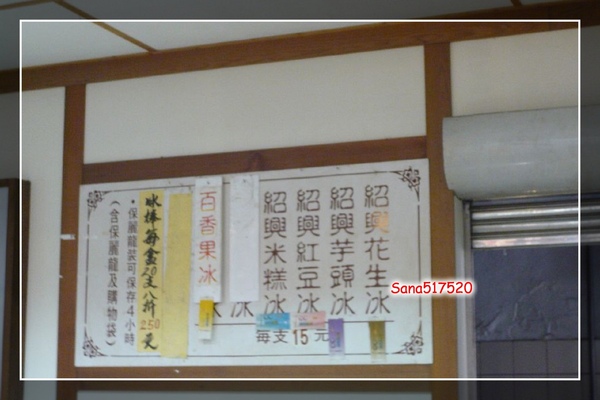 紹興花生冰
紹興芋頭冰
紹興紅豆冰
紹興米糕冰
冰
冰
百香果冰
每支15元
冰棒每盒20支八折250元
•保麗龍裝可保存4小時
(含保麗龍及購物袋)
Sana517520